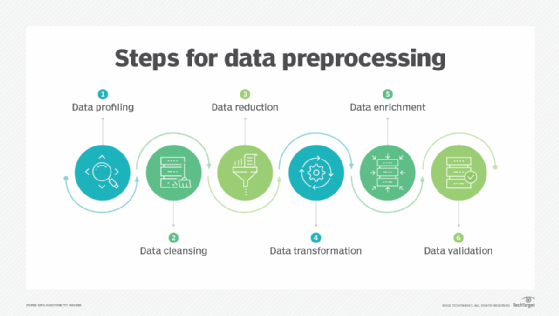 Steps for data preprocessing
1
Data profiling
3
Data reduction
5
Data enrichment
2
Data cleansing
4
Data transformation
6
Data validation
TechTarget